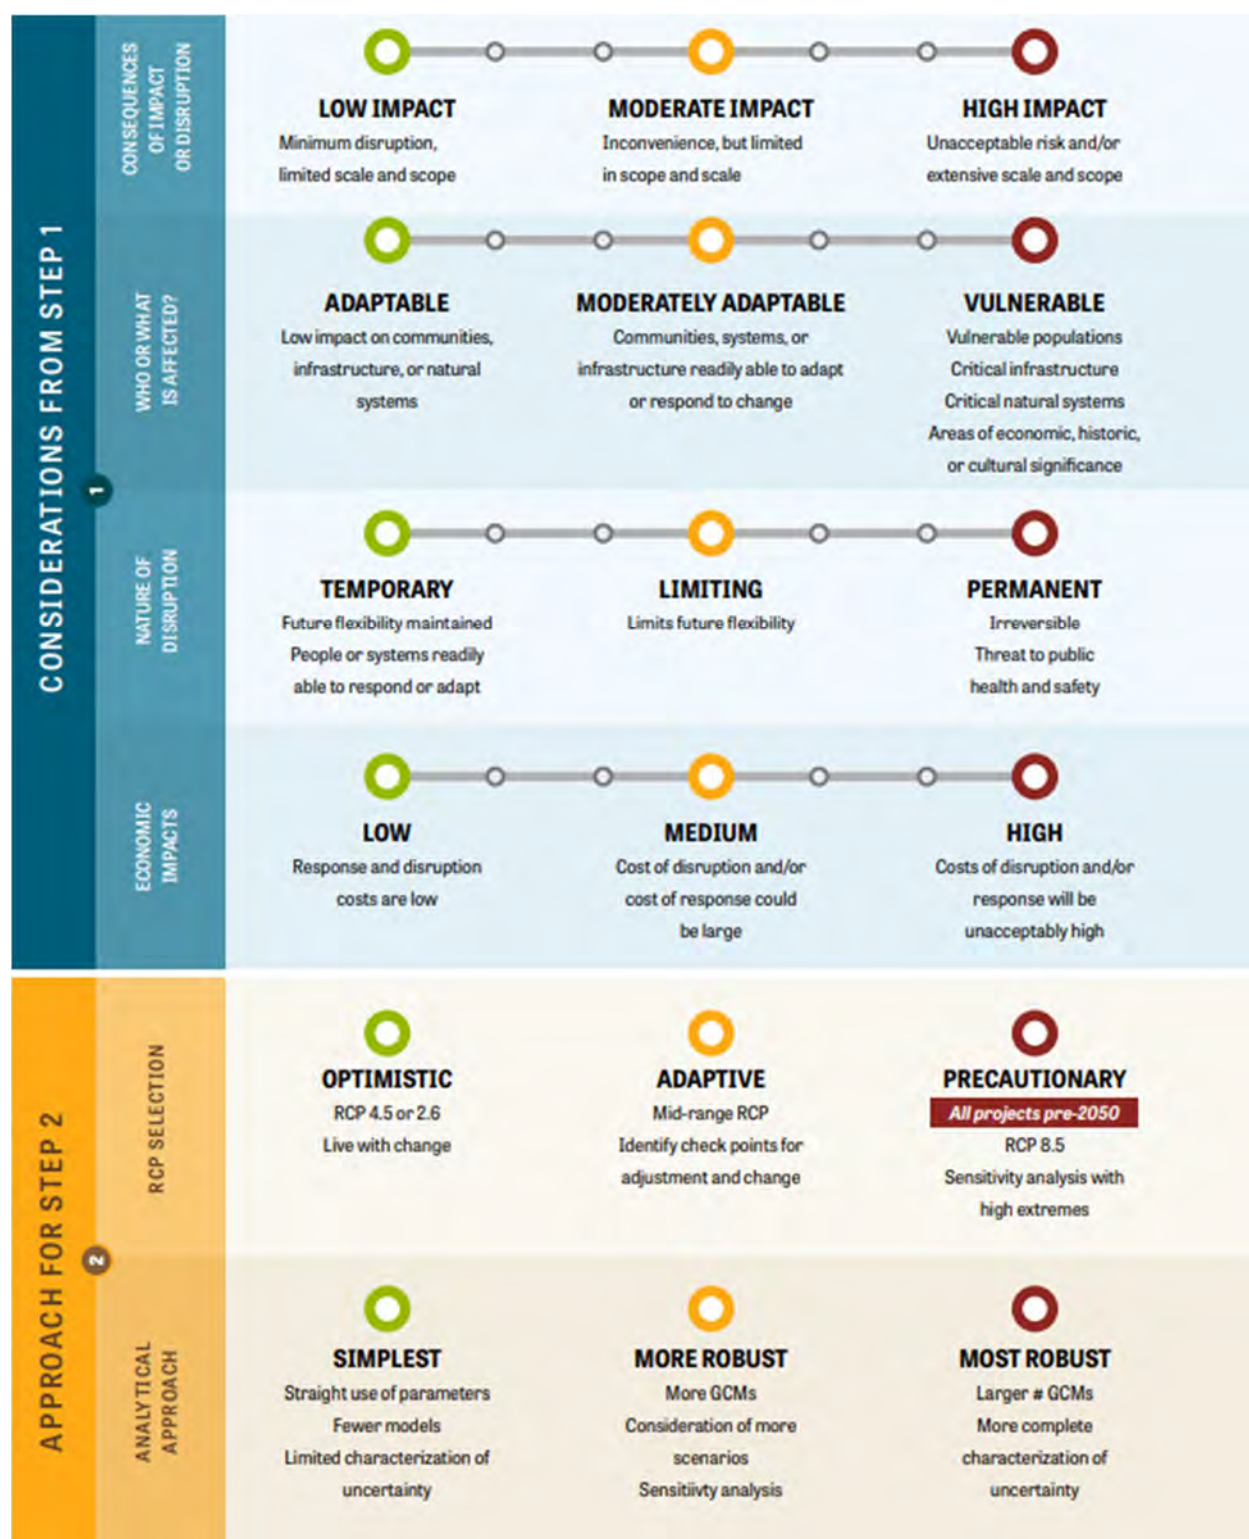 CONSIDERATIONS FROM STEP 1
1
CONSEQUENCES
OF IMPACT
OR DISRUPTION
LOW IMPACT
Minimum disruption,
limited scale and scope
MODERATE IMPACT
Inconvenience, but limited
in scope and scale
HIGH IMPACT
Unacceptable risk and/or
extensive scale and scope
WHO OR WHAT
IS AFFECTED?
ADAPTABLE
Low impact on communities,
infrastructure, or natural
systems
MODERATELY ADAPTABLE
Communities, systems, or
infrastructure readily able to adapt
or respond to change
VULNERABLE
Vulnerable populations
Critical infrastructure
Critical natural systems
Areas of economic, historic,
or cultural significance
NATURE OF
DISRUPTION
TEMPORARY
Future flexibility maintained
People or systems readily
able to respond or adapt
LIMITING
Limits future flexibility
PERMANENT
Irreversible
Threat to public
health and safety
ECONOMIC
IMPACTS
LOW
Response and disruption
costs are low
MEDIUM
Cost of disruption and/or
cost of response could
be large
HIGH
Costs of disruption and/or
response will be
unacceptably high
APPROACH FOR STEP 2
2
RCP SELECTION
OPTIMISTIC
RCP 4.5 or 2.6
Live with change
ADAPTIVE
Mid-range RCP
Identify check points for
adjustment and change
PRECAUTIONARY
All projects pre-2050
RCP 8.5
Sensitivity analysis with
high extremes
ANALYTICAL
APPROACH
SIMPLEST
Straight use of parameters
Fewer models
Limited characterization of
uncertainty
MORE ROBUST
More GCMs
Consideration of more
scenarios
Sensitiivty analysis
MOST ROBUST
Larger # GCMs
More complete
characterization of
uncertainty